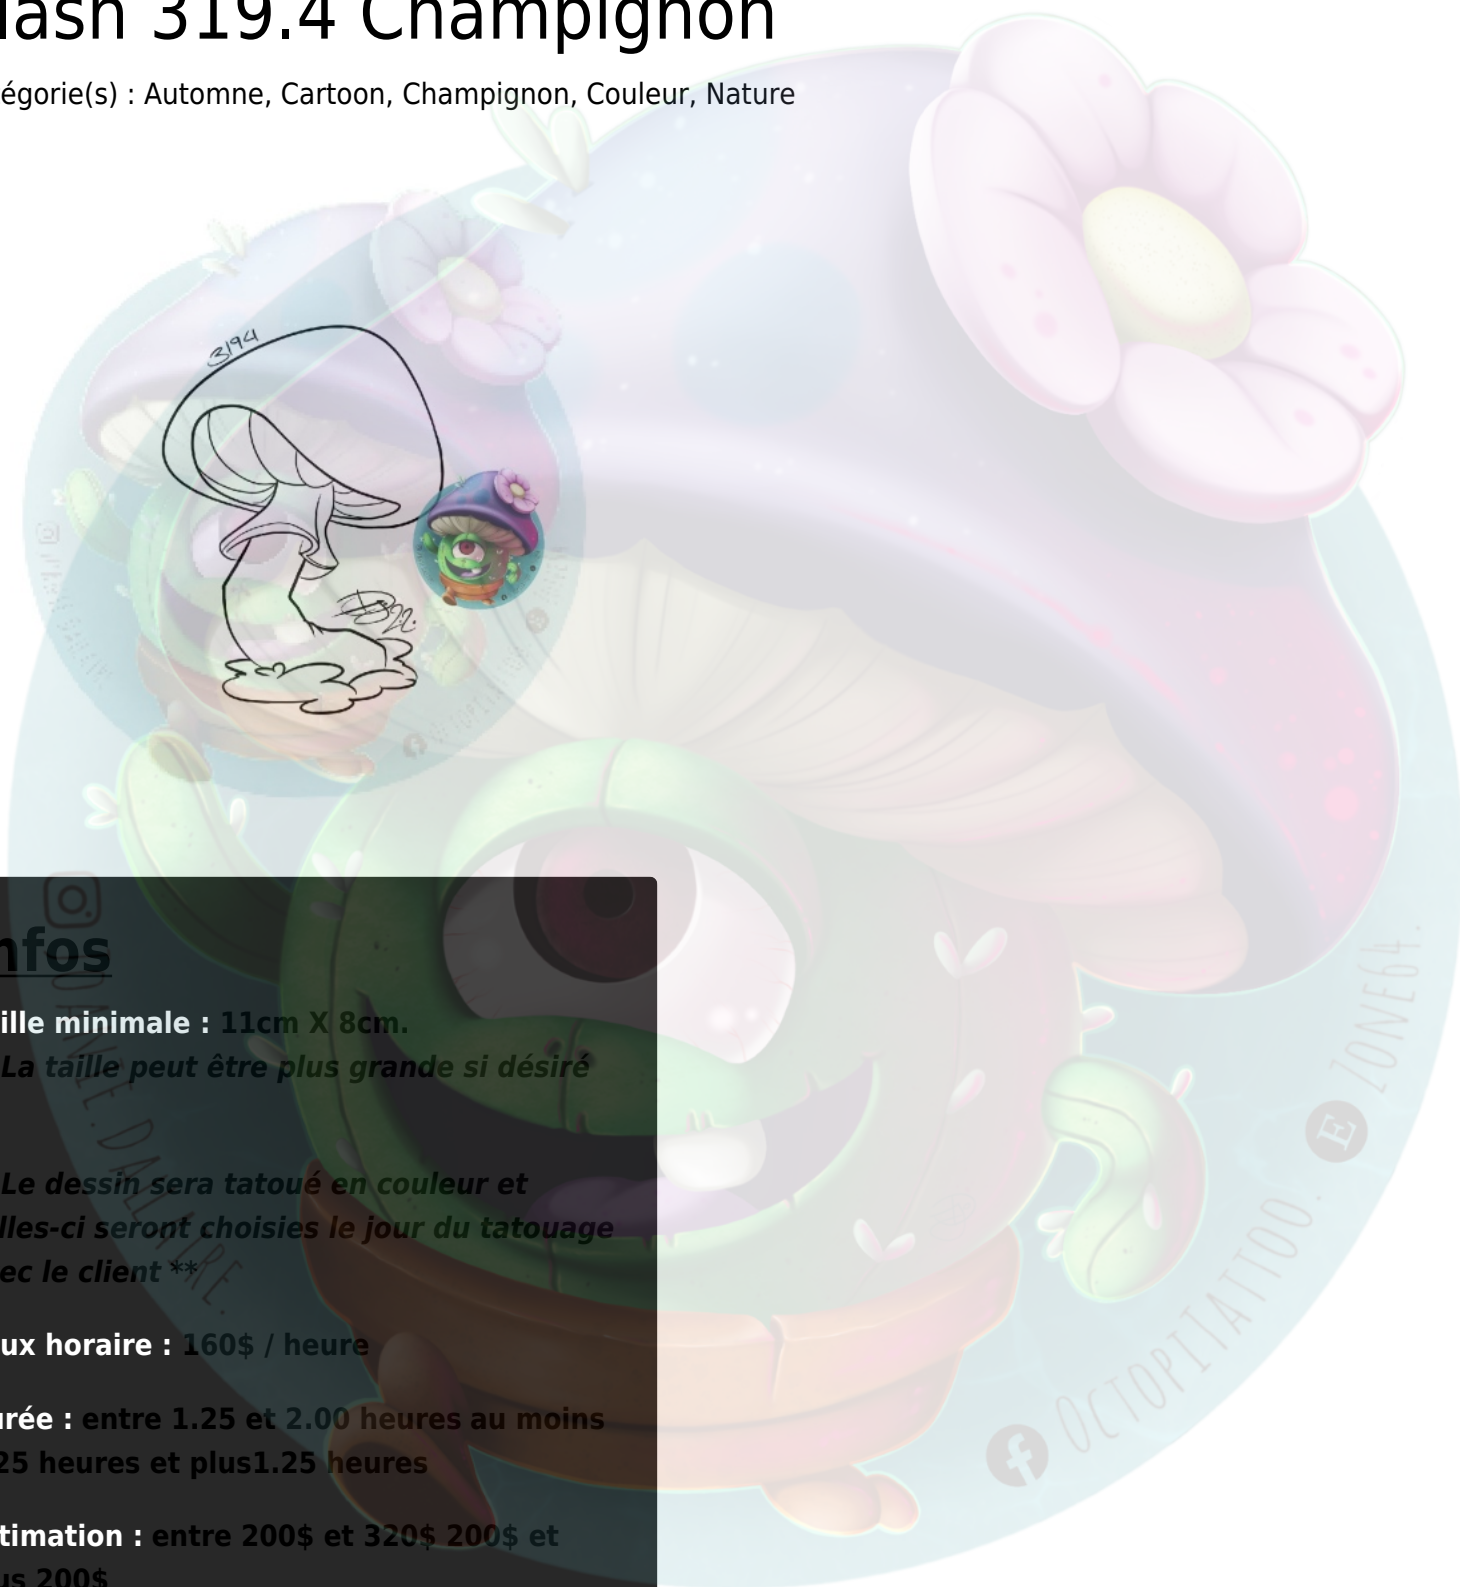 lash 319.4 Champignon
égorie(s) : Automne, Cartoon, Champignon, Couleur, Nature
3194
nfos
ille minimale : 11cm X 8cm.
La taille peut être plus grande si désiré
Le dessin sera tatoué en couleur et
lles-ci seront choisies le jour du tatouage
ec le client **
ux horaire : 160$ / heure
rée : entre 1.25 et 2.00 heures au moins
25 heures et plus1.25 heures
timation : entre 200$ et 320$ 200$ et
us 200$
OCTOPITATTOO.
E ZONE64.